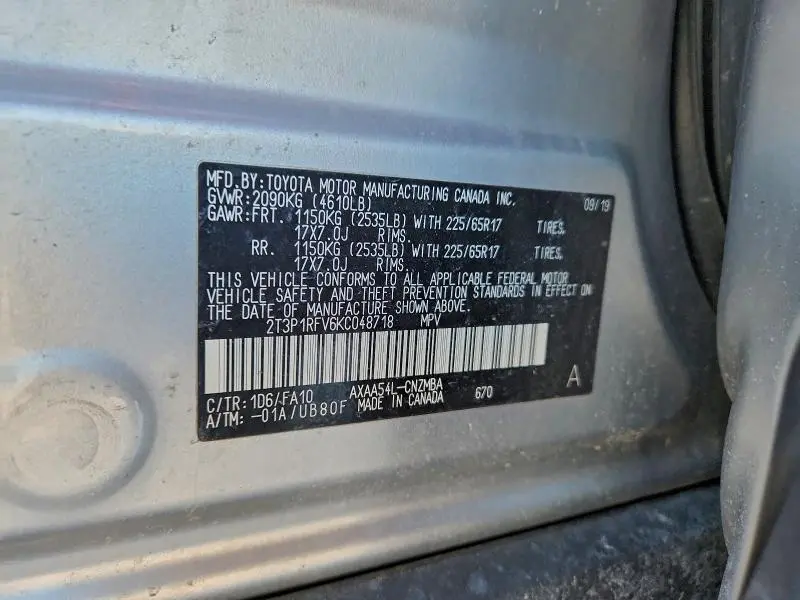 MFD.BY:TOYOTA MOTOR MANUFACTURING CANADA INC. 09/19
GVWR:2090KG (4610LB)
GAWR:FRT. 1150KG (2535LB) WITH 225/65R17 TIRES,
17X7.0J RIMS.
RR. 1150KG (2535LB) WITH 225/65R17 TIRES,
17X7.0J RIMS.
THIS VEHICLE CONFORMS TO ALL APPLICABLE FEDERAL MOTOR
VEHICLE SAFETY AND THEFT PREVENTION STANDARDS IN EFFECT ON
THE DATE OF MANUFACTURE SHOWN ABOVE.
2T3P1RFV6KC048718 MPV
C/TR:1D6/FA10 AXAA54L-CNZMBA A
A/TM:-01A/UB80F MADE IN CANADA 670